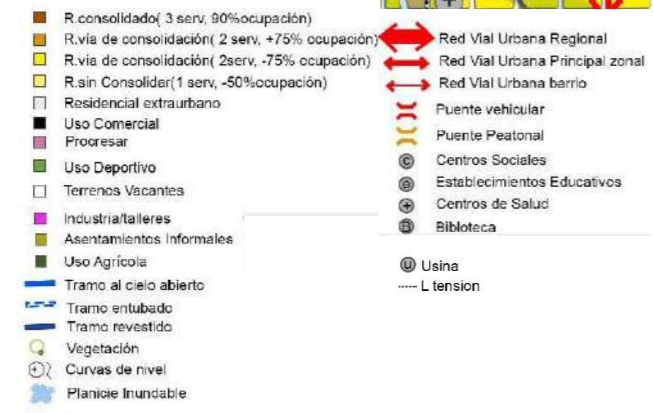 R.consolidado( 3 serv, 90%ocupación)
R.vía de consolidación( 2 serv, +75% ocupación)
R.vía de consolidación( 2serv, -75% ocupación)
R.sin Consolidar(1 serv, -50%ocupación)
Residencial extraurbano
Uso Comercial
Procresar
Uso Deportivo
Terrenos Vacantes
Industria/talleres
Asentamientos Informales
Uso Agrícola
Tramo al cielo abierto
Tramo entubado
Tramo revestido
Vegetación
Curvas de nivel
Planicie Inundable
Red Vial Urbana Regional
Red Vial Urbana Principal zonal
Red Vial Urbana barrio
Puente vehicular
Puente Peatonal
C Centros Sociales
e Establecimientos Educativos
+ Centros de Salud
B Bibloteca
U Usina
L tension